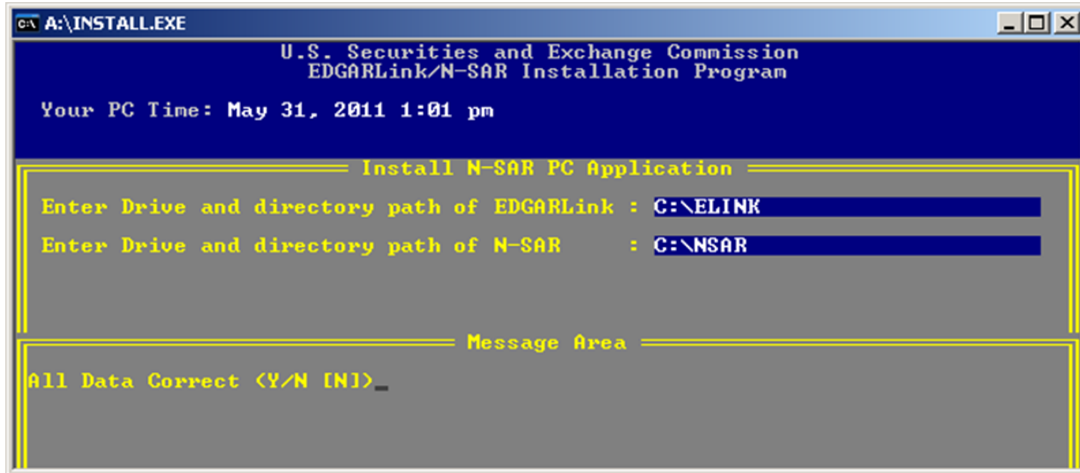 A:\INSTALL.EXE
U.S. Securities and Exchange Commission
EDGARLink/N-SAR Installation Program
Your PC Time: May 31, 2011 1:01 pm
Install N-SAR PC Application
Enter Drive and directory path of EDGARLink : C:\ELINK
Enter Drive and directory path of N-SAR : C:\NSAR
Message Area
All Data Correct (Y/N [N])_